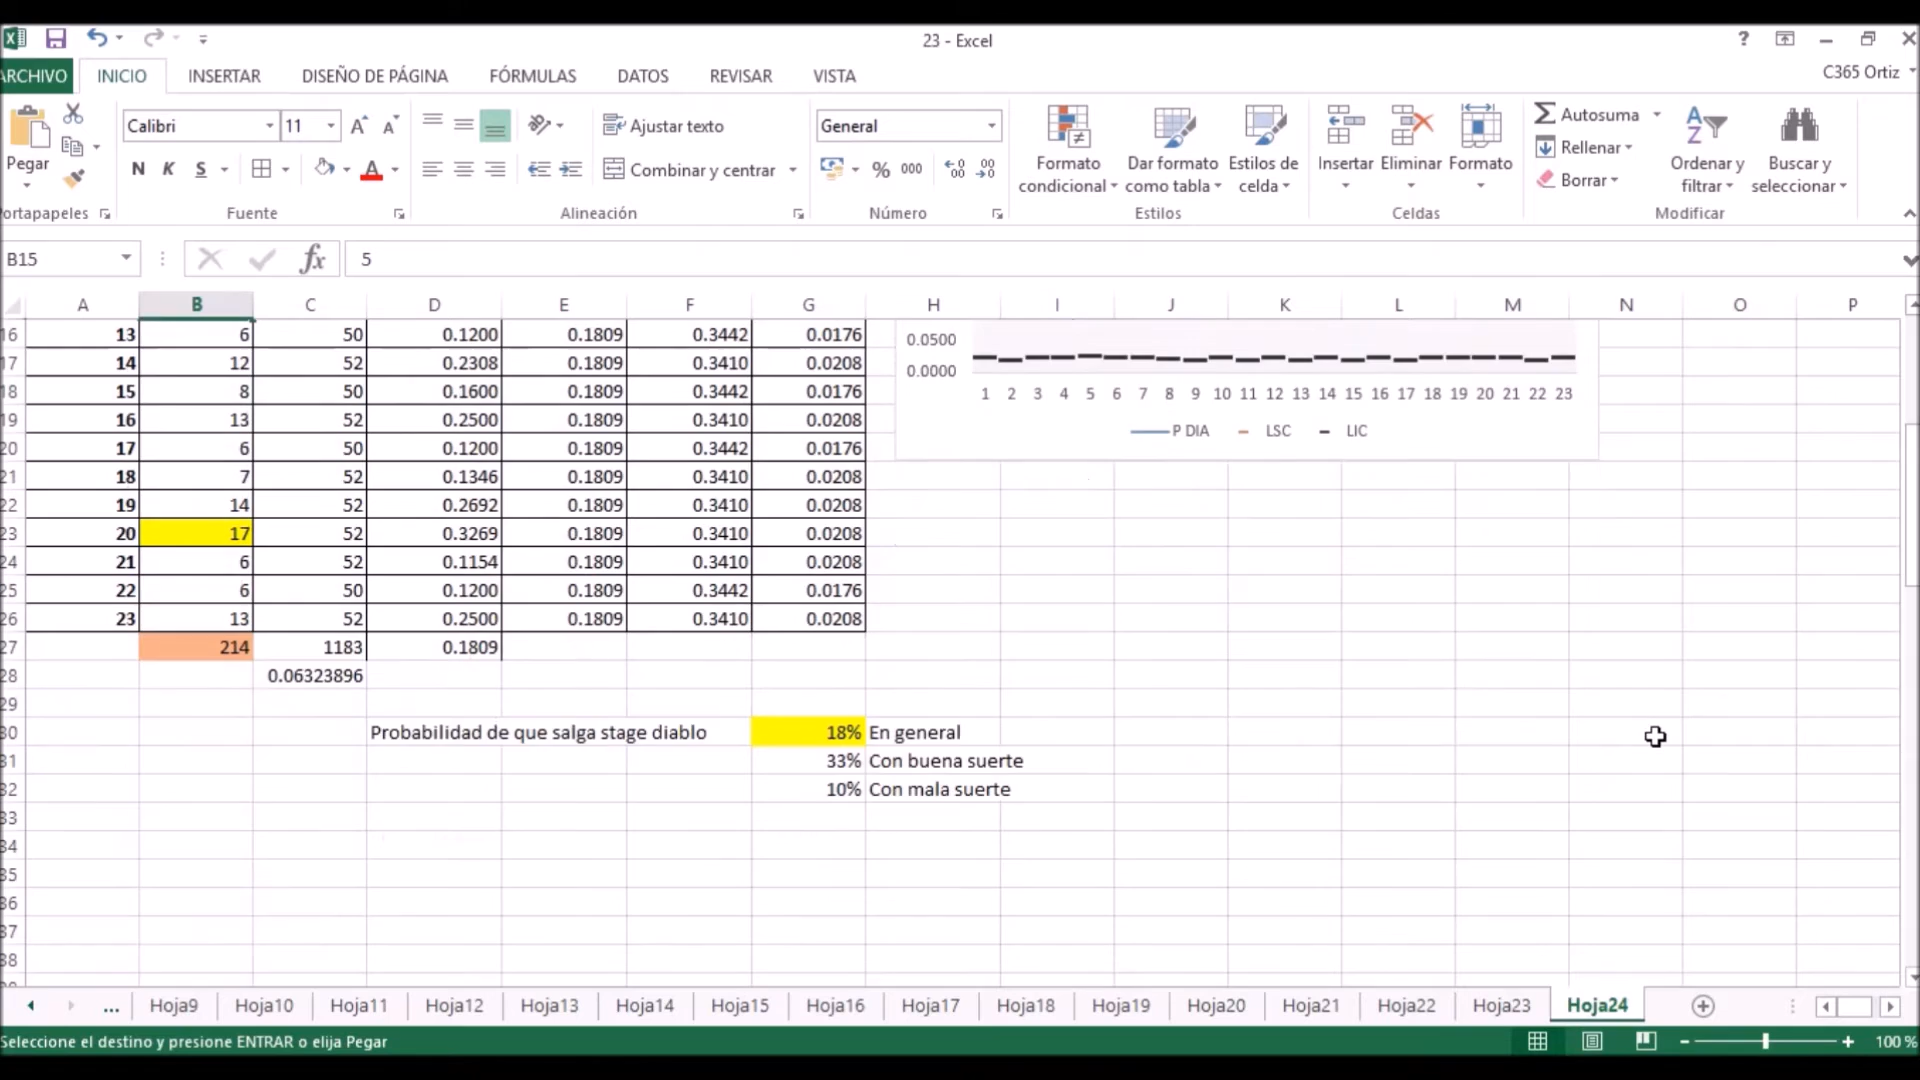 23 - Excel
?
C365 Ortiz
ARCHIVO INICIO INSERTAR DISEÑO DE PÁGINA FÓRMULAS DATOS REVISAR VISTA
Pegar
Calibri 11
N K S
Ajustar texto
Combinar y centrar
General
% 000
Formato condicional
Dar formato como tabla
Estilos de celda
Insertar Eliminar Formato
Autosuma
Rellenar
Borrar
Ordenar y filtrar
Buscar y seleccionar
Portapapeles Fuente Alineación Número Estilos Celdas Modificar
B15 fx 5
A B C D E F G H I J K L M N O P
16 13 6 50 0.1200 0.1809 0.3442 0.0176
17 14 12 52 0.2308 0.1809 0.3410 0.0208
18 15 8 50 0.1600 0.1809 0.3442 0.0176
19 16 13 52 0.2500 0.1809 0.3410 0.0208
20 17 6 50 0.1200 0.1809 0.3442 0.0176
21 18 7 52 0.1346 0.1809 0.3410 0.0208
22 19 14 52 0.2692 0.1809 0.3410 0.0208
23 20 17 52 0.3269 0.1809 0.3410 0.0208
24 21 6 52 0.1154 0.1809 0.3410 0.0208
25 22 6 50 0.1200 0.1809 0.3442 0.0176
26 23 13 52 0.2500 0.1809 0.3410 0.0208
27 214 1183 0.1809
28 0.06323896
29
30 Probabilidad de que salga stage diablo 18% En general
31 33% Con buena suerte
32 10% Con mala suerte
33
34
35
36
37
38
0.0500
0.0000
1 2 3 4 5 6 7 8 9 10 11 12 13 14 15 16 17 18 19 20 21 22 23
P DIA LSC LIC
... Hoja9 Hoja10 Hoja11 Hoja12 Hoja13 Hoja14 Hoja15 Hoja16 Hoja17 Hoja18 Hoja19 Hoja20 Hoja21 Hoja22 Hoja23 Hoja24
Seleccione el destino y presione ENTRAR o elija Pegar
100 %